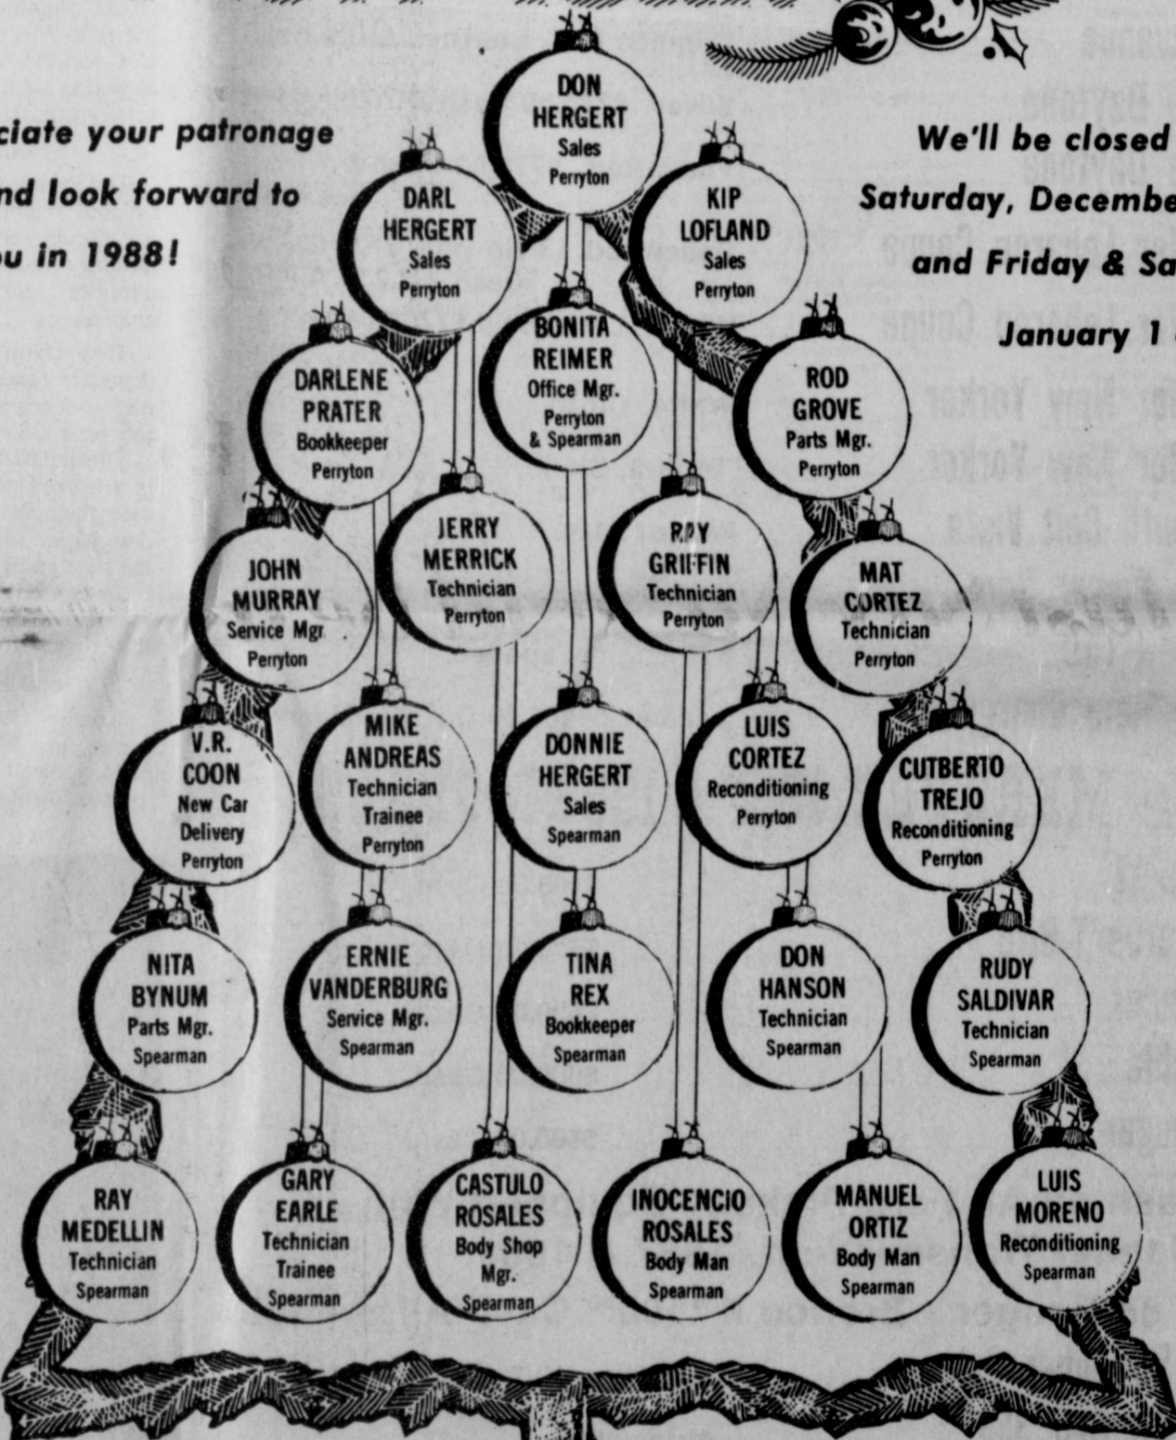 ciate your patronage
nd look forward to
ou in 1988!
We'll be closed
Saturday, Decembe
and Friday & Sa
January 1
DON
HERGERT
Sales
Perryton
DARL
HERGERT
Sales
Perryton
KIP
LOFLAND
Sales
Perryton
BONITA
REIMER
Office Mgr.
Perryton
& Spearman
DARLENE
PRATER
Bookkeeper
Perryton
ROD
GROVE
Parts Mgr.
Perryton
JOHN
MURRAY
Service Mgr.
Perryton
JERRY
MERRICK
Technician
Perryton
RAY
GRIFFIN
Technician
Perryton
MAT
CORTEZ
Technician
Perryton
V.R.
COON
New Car
Delivery
Perryton
MIKE
ANDREAS
Technician
Trainee
Perryton
DONNIE
HERGERT
Sales
Spearman
LUIS
CORTEZ
Reconditioning
Perryton
CUTBERTO
TREJO
Reconditioning
Perryton
NITA
BYNUM
Parts Mgr.
Spearman
ERNIE
VANDERBURG
Service Mgr.
Spearman
TINA
REX
Bookkeeper
Spearman
DON
HANSON
Technician
Spearman
RUDY
SALDIVAR
Technician
Spearman
RAY
MEDELLIN
Technician
Spearman
GARY
EARLE
Technician
Trainee
Spearman
CASTULO
ROSALES
Body Shop
Mgr.
Spearman
INOCENCIO
ROSALES
Body Man
Spearman
MANUEL
ORTIZ
Body Man
Spearman
LUIS
MORENO
Reconditioning
Spearman